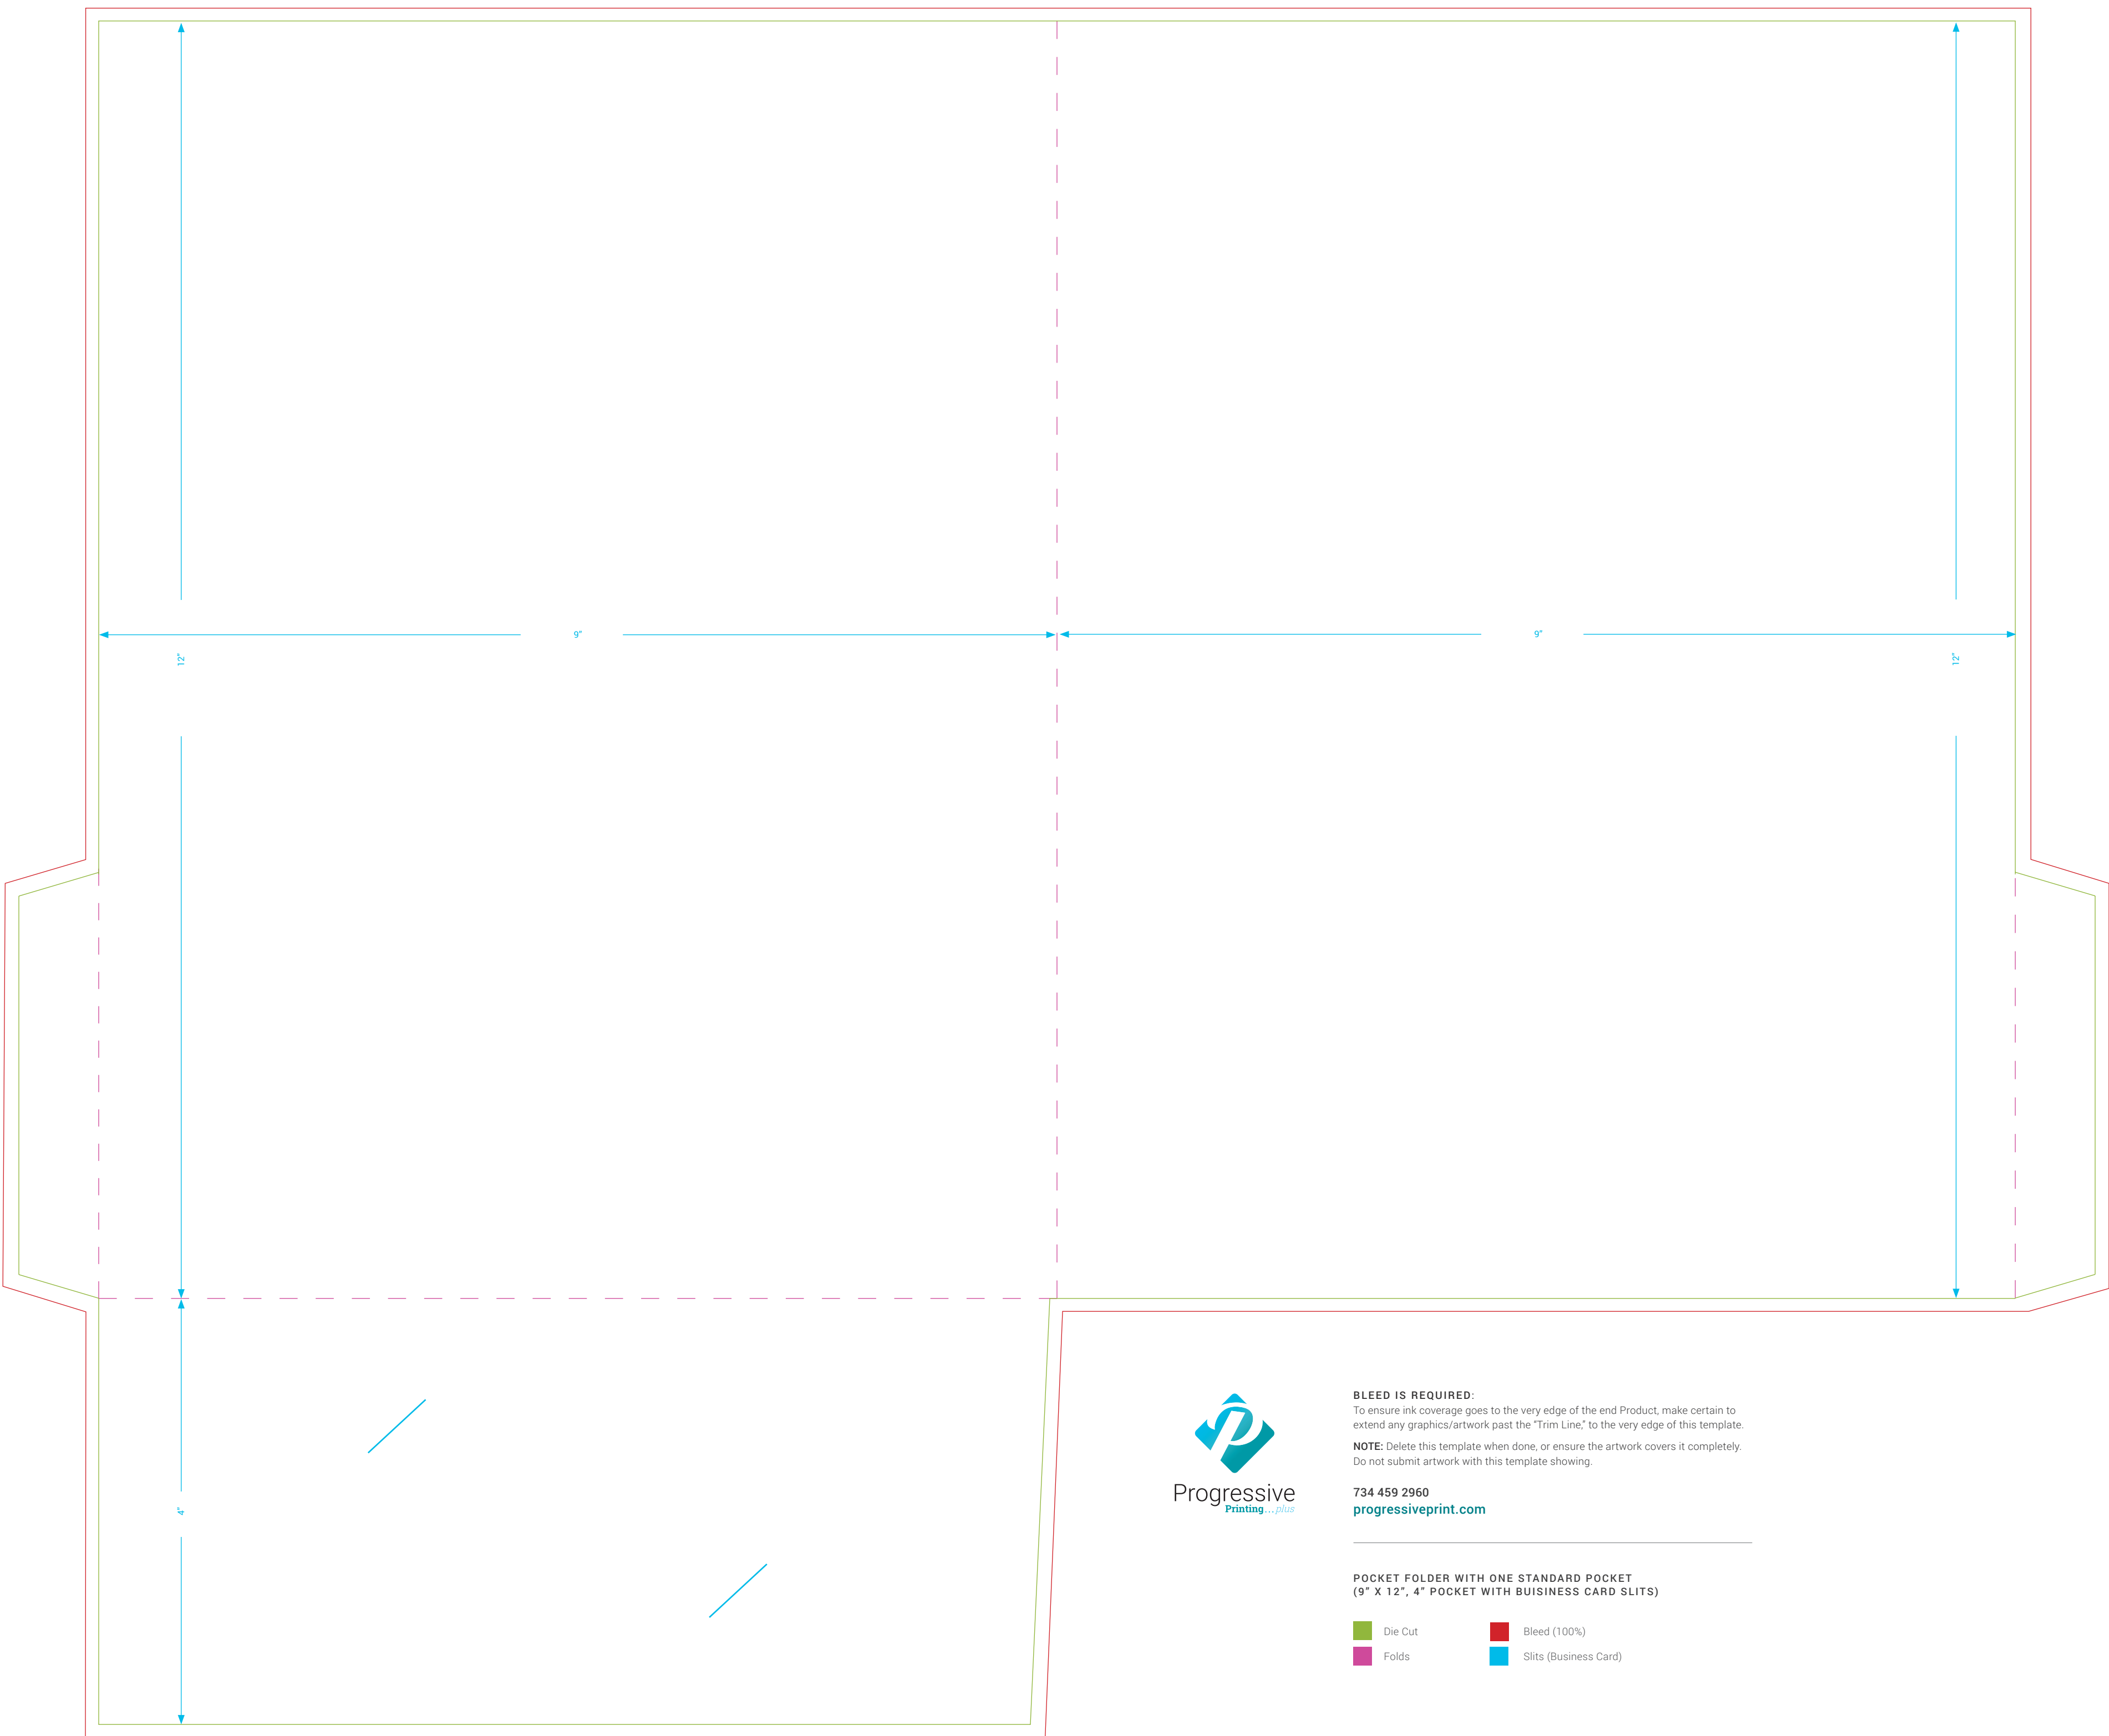 9"
9"
12"
12"
4"
Progressive
Printing...plus
BLEED IS REQUIRED:
To ensure ink coverage goes to the very edge of the end Product, make certain to
extend any graphics/artwork past the “Trim Line,” to the very edge of this template.
NOTE: Delete this template when done, or ensure the artwork covers it completely.
Do not submit artwork with this template showing.
734 459 2960
progressiveprint.com
POCKET FOLDER WITH ONE STANDARD POCKET
(9” X 12”, 4” POCKET WITH BUISINESS CARD SLITS)
Die Cut
Bleed (100%)
Folds
Slits (Business Card)